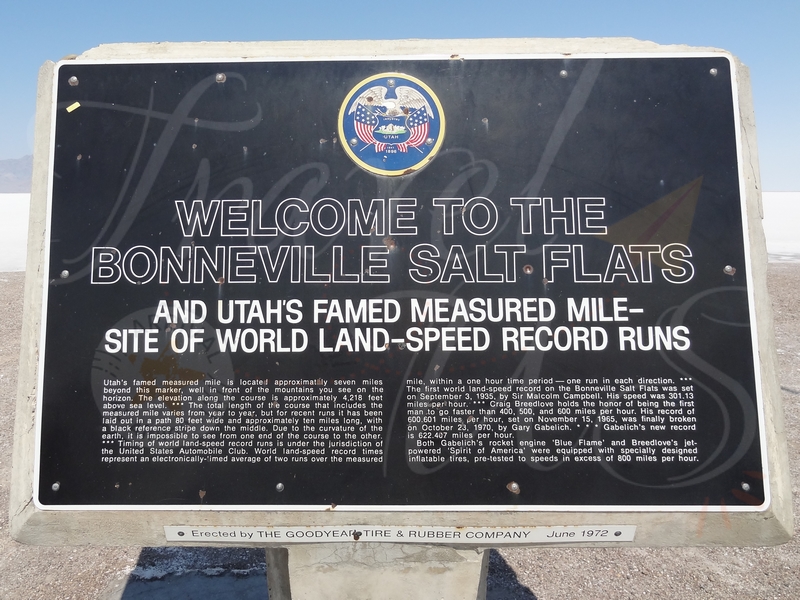 UTAH
1896
WELCOME TO THE
BONNEVILLE SALT FLATS
AND UTAH'S FAMED MEASURED MILE-
SITE OF WORLD LAND-SPEED RECORD RUNS
Utah's famed measured mile is located approximately seven miles
beyond this marker, well in front of the mountains you see on the
horizon. The elevation along the course is approximately 4,218 feet
above sea level. *** The total length of the course that includes the
measured mile varies from year to year, but for recent runs it has been
laid out in a path 80 feet wide and approximately ten miles long, with
a black reference stripe down the middle. Due to the curvature of the
earth, it is impossible to see from one end of the course to the other.
*** Timing of world land-speed record runs is under the jurisdiction of
the United States Automobile Club. World land-speed record times
represent an electronically-timed average of two runs over the measured
mile, within a one hour time period — one run in each direction. ***
The first world land-speed record on the Bonneville Salt Flats was set
on September 3, 1935, by Sir Malcolm Campbell. His speed was 301.13
miles per hour. *** Craig Breedlove holds the honor of being the first
man to go faster than 400, 500, and 600 miles per hour. His record of
600.601 miles per hour, set on November 15, 1965, was finally broken
on October 23, 1970, by Gary Gabelich. * * * Gabelich's new record
is 622.407 miles per hour.
Both Gabelich's rocket engine 'Blue Flame' and Breedlove's jet-
powered 'Spirit of America' were equipped with specially designed
inflatable tires, pre-tested to speeds in excess of 800 miles per hour.
Erected by THE GOODYEAR TIRE & RUBBER COMPANY June 1972